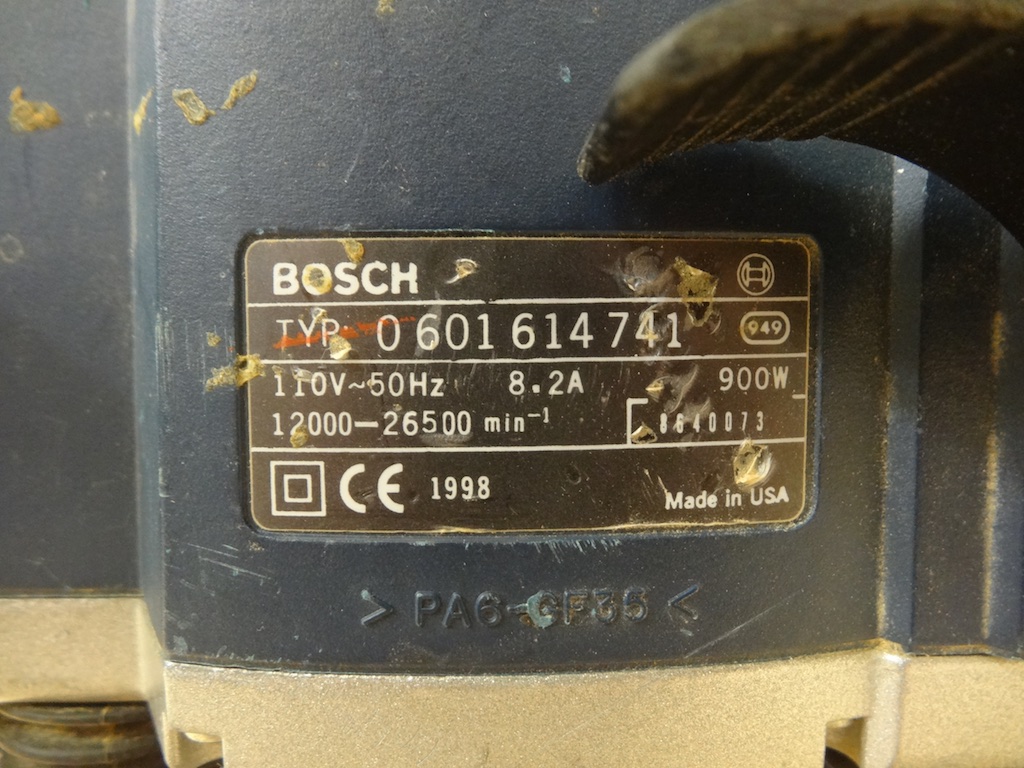 BOSCH
TYP 0 601 614 741 949
110V~50Hz 8.2A 900W
12000—26500 min⁻¹ 8640073
CE 1998
Made in USA
> PA6-GF35 <